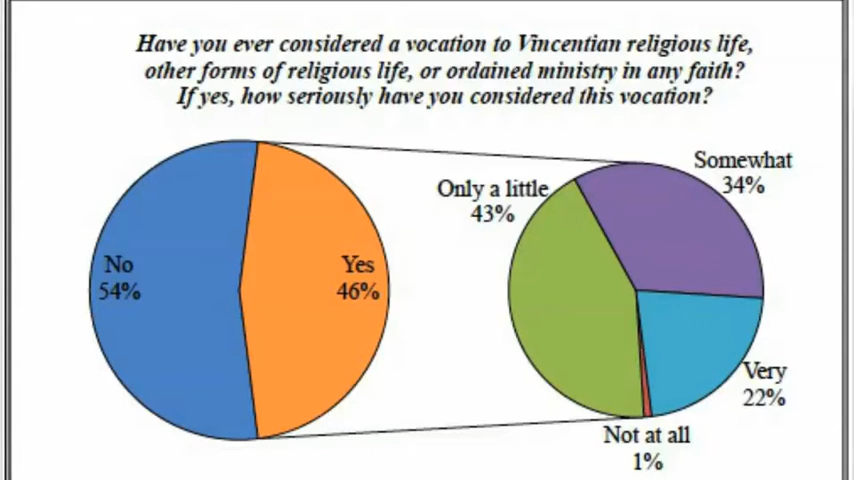 Have you ever considered a vocation to Vincentian religious life,
other forms of religious life, or ordained ministry in any faith?
If yes, how seriously have you considered this vocation?
No
54%
Yes
46%
Only a little
43%
Somewhat
34%
Very
22%
Not at all
1%